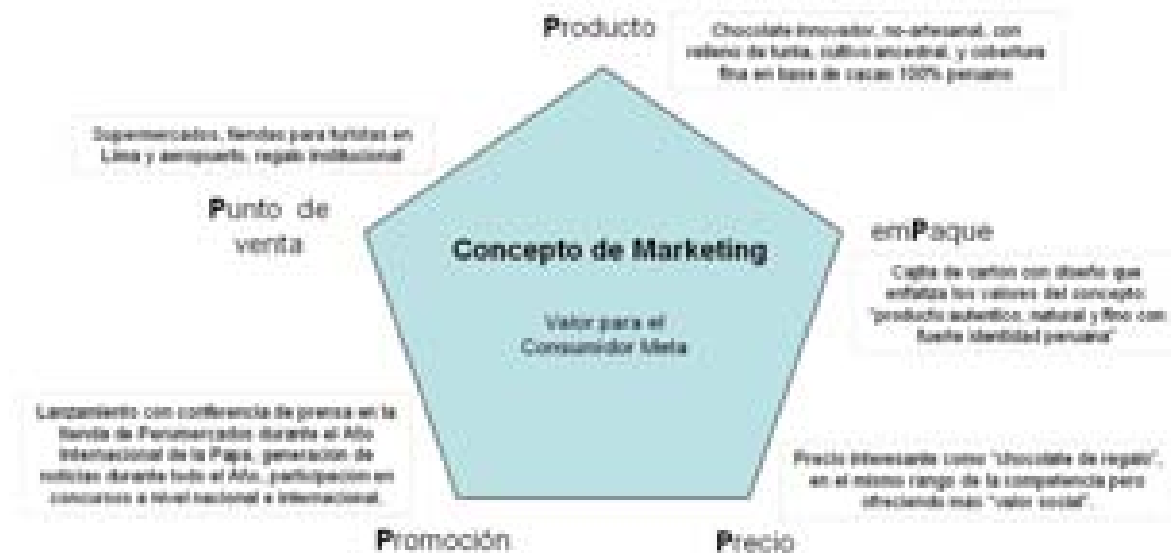 Producto
Chocolate innovador, no-artesanal, con
relleno de tunta, cultivo ancestral, y cobertura
fina en base de cacao 100% peruano
Supermercados, tiendas para turistas en
Lima y aeropuerto, regalo institucional
Punto de
venta
emPaque
Cajita de cartón con diseño que
enfatiza los valores del concepto
"producto autentico, natural y fino con
fuerte identidad peruana"
Concepto de Marketing
Valor para el
Consumidor Meta
Lanzamiento con conferencia de prensa en la
tienda de Perumercados durante el Año
Internacional de la Papa, generacion de
noticias durante todo el Año, participacion en
concursos a nivel nacional e internacional.
Precio interesante como "chocolate de regalo",
en el mismo rango de la competencia pero
ofreciendo mas "valor social".
Promoción
Precio